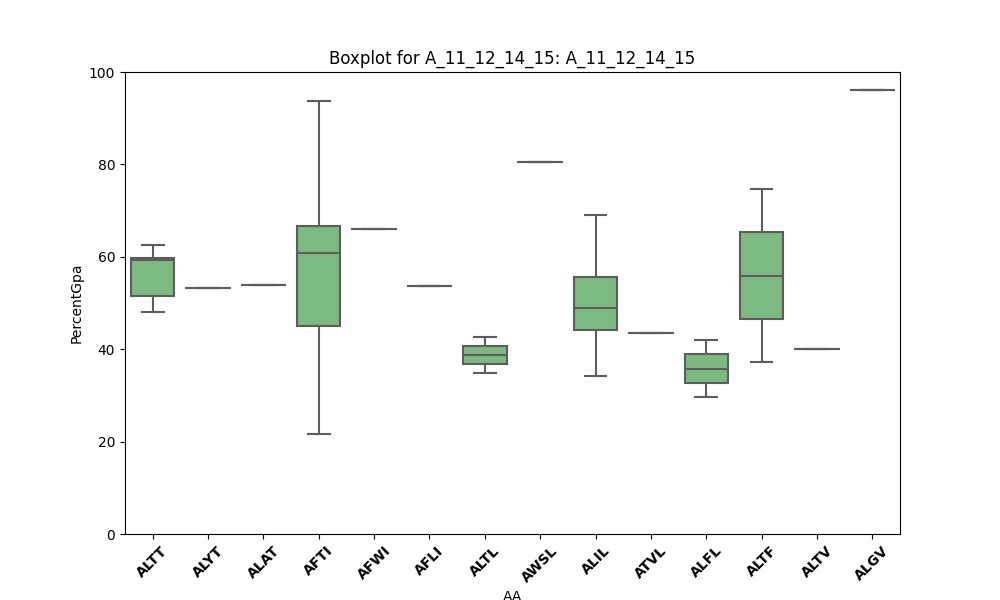 Boxplot for A_11_12_14_15: A_11_12_14_15
100
80
60
40
20
0
PercentGpa
ALTT ALYT ALAT AFTI AFWI AFLI ALTL AWSL ALIL ATVL ALFL ALTF ALTV ALGV
AA